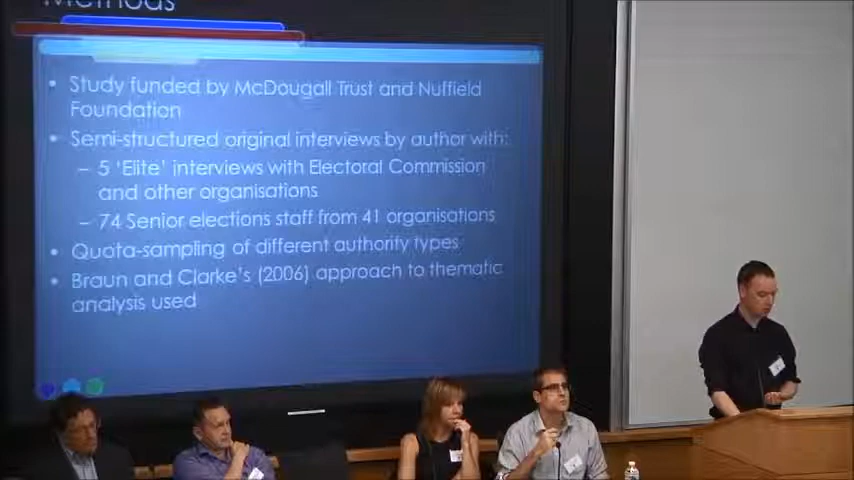 Methods
• Study funded by McDougall Trust and Nuffield
Foundation
• Semi-structured original interviews by author with:
– 5 'Elite' interviews with Electoral Commission
and other organisations
– 74 Senior elections staff from 41 organisations
• Quota-sampling of different authority types
• Braun and Clarke's (2006) approach to thematic
analysis used